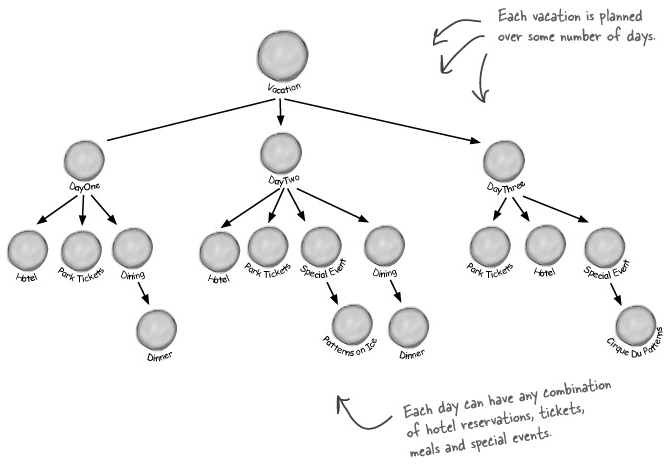 Each vacation is planned
over some number of days.
Vacation
DayOne
DayTwo
DayThree
Hotel
Park Tickets
Dining
Hotel
Park Tickets
Special Event
Dining
Park Tickets
Hotel
Special Event
Dinner
Patterns on Ice
Dinner
Cirque Du Patterns
Each day can have any combination
of hotel reservations, tickets,
meals and special events.